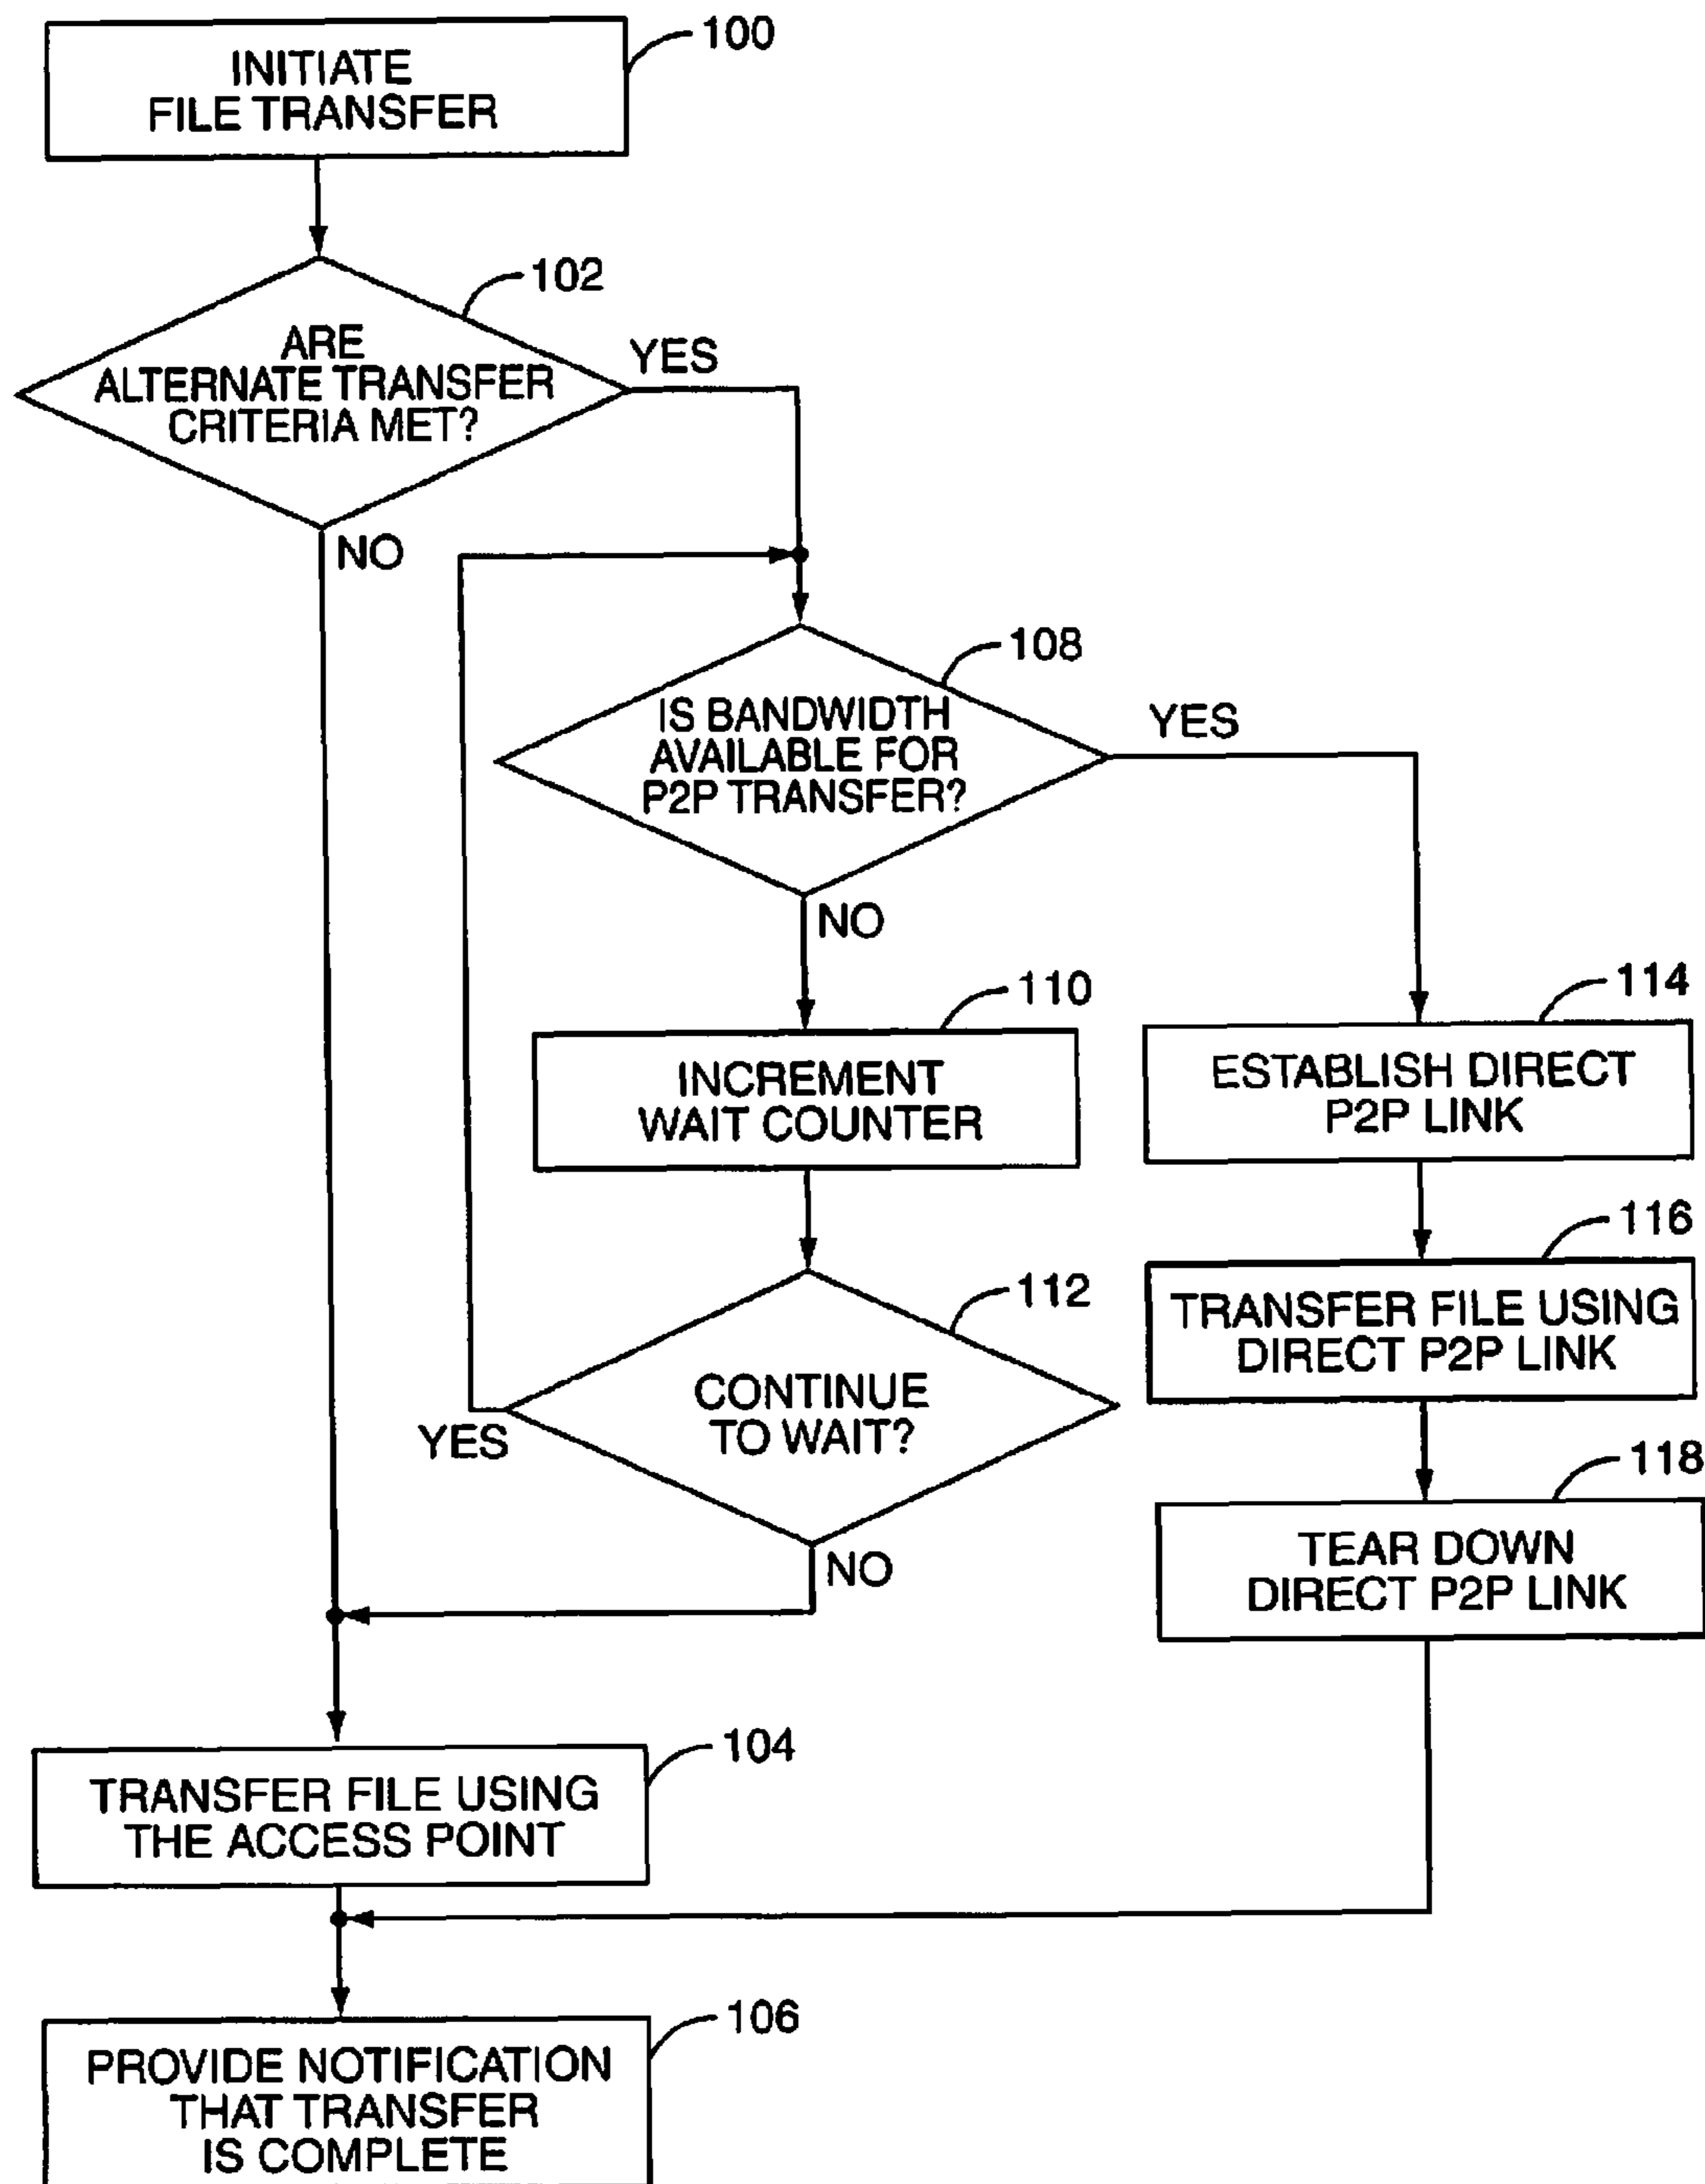 100
INITIATE
FILE TRANSFER
102
ARE
ALTERNATE TRANSFER
CRITERIA MET?
YES
NO
108
IS BANDWIDTH
AVAILABLE FOR
P2P TRANSFER?
YES
NO
110
INCREMENT
WAIT COUNTER
114
ESTABLISH DIRECT
P2P LINK
116
TRANSFER FILE USING
DIRECT P2P LINK
112
CONTINUE
TO WAIT?
YES
NO
118
TEAR DOWN
DIRECT P2P LINK
104
TRANSFER FILE USING
THE ACCESS POINT
106
PROVIDE NOTIFICATION
THAT TRANSFER
IS COMPLETE